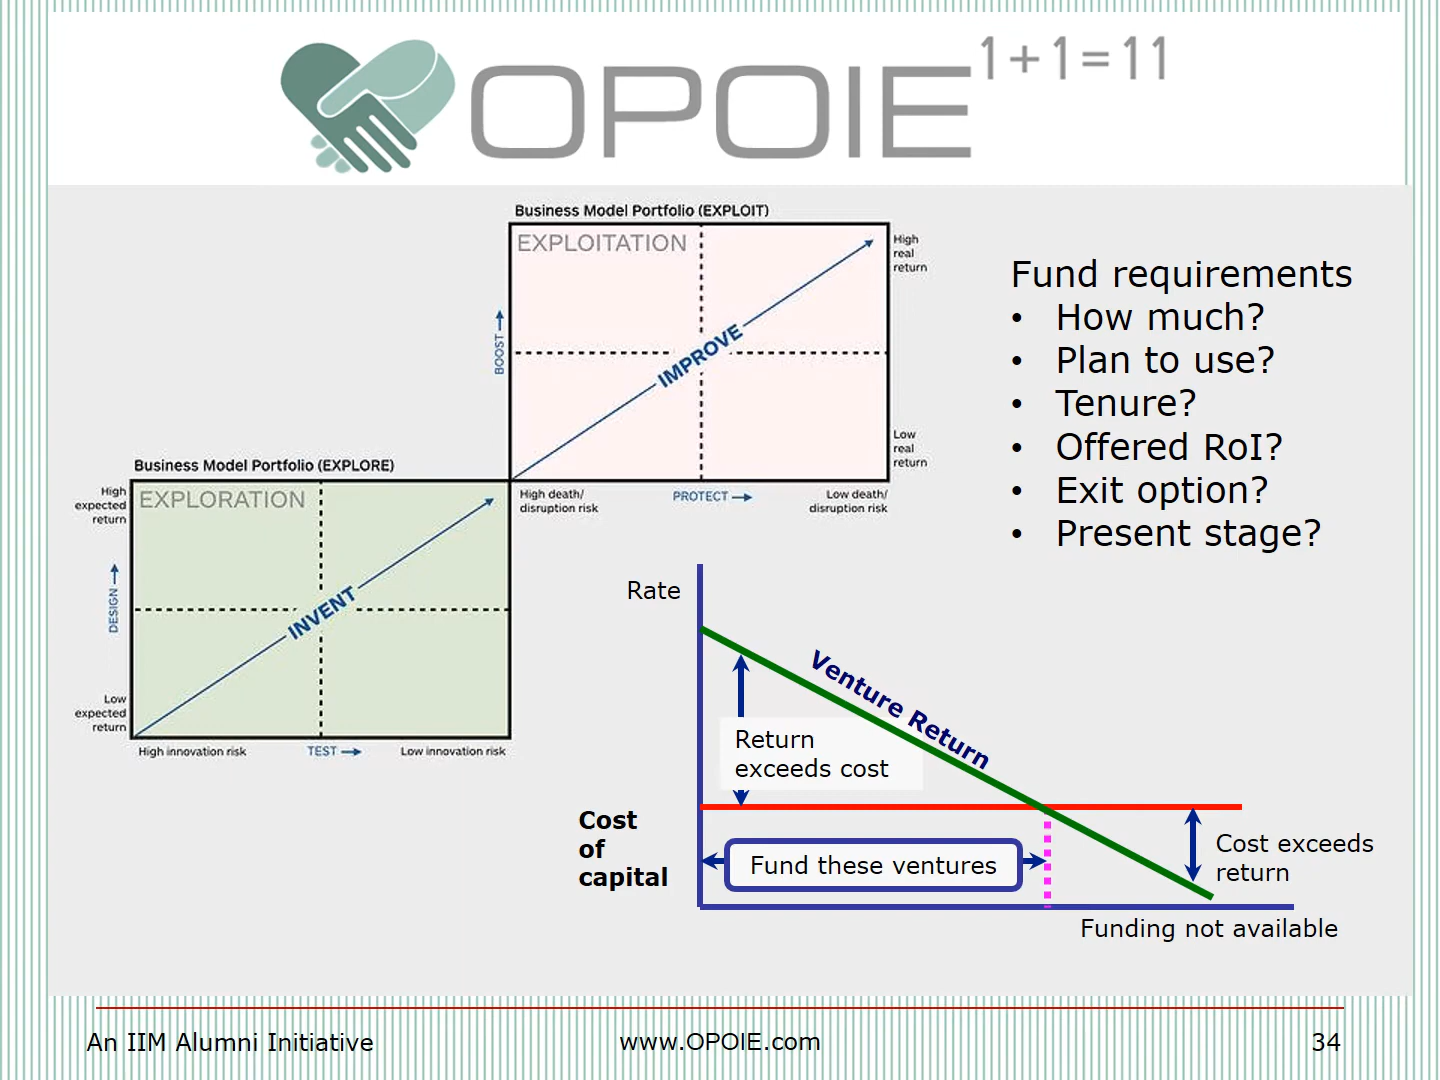 OPOIE 1+1=11
Business Model Portfolio (EXPLOIT)
EXPLOITATION
High
real
return
BOOST
IMPROVE
Low
real
return
High death/
disruption risk
PROTECT
Low death/
disruption risk
Business Model Portfolio (EXPLORE)
High
expected
return
EXPLORATION
DESIGN
INVENT
Low
expected
return
High innovation risk
TEST
Low innovation risk
Fund requirements
• How much?
• Plan to use?
• Tenure?
• Offered RoI?
• Exit option?
• Present stage?
Rate
Venture Return
Return
exceeds cost
Cost
of
capital
Fund these ventures
Cost exceeds
return
Funding not available
An IIM Alumni Initiative
www.OPOIE.com
34